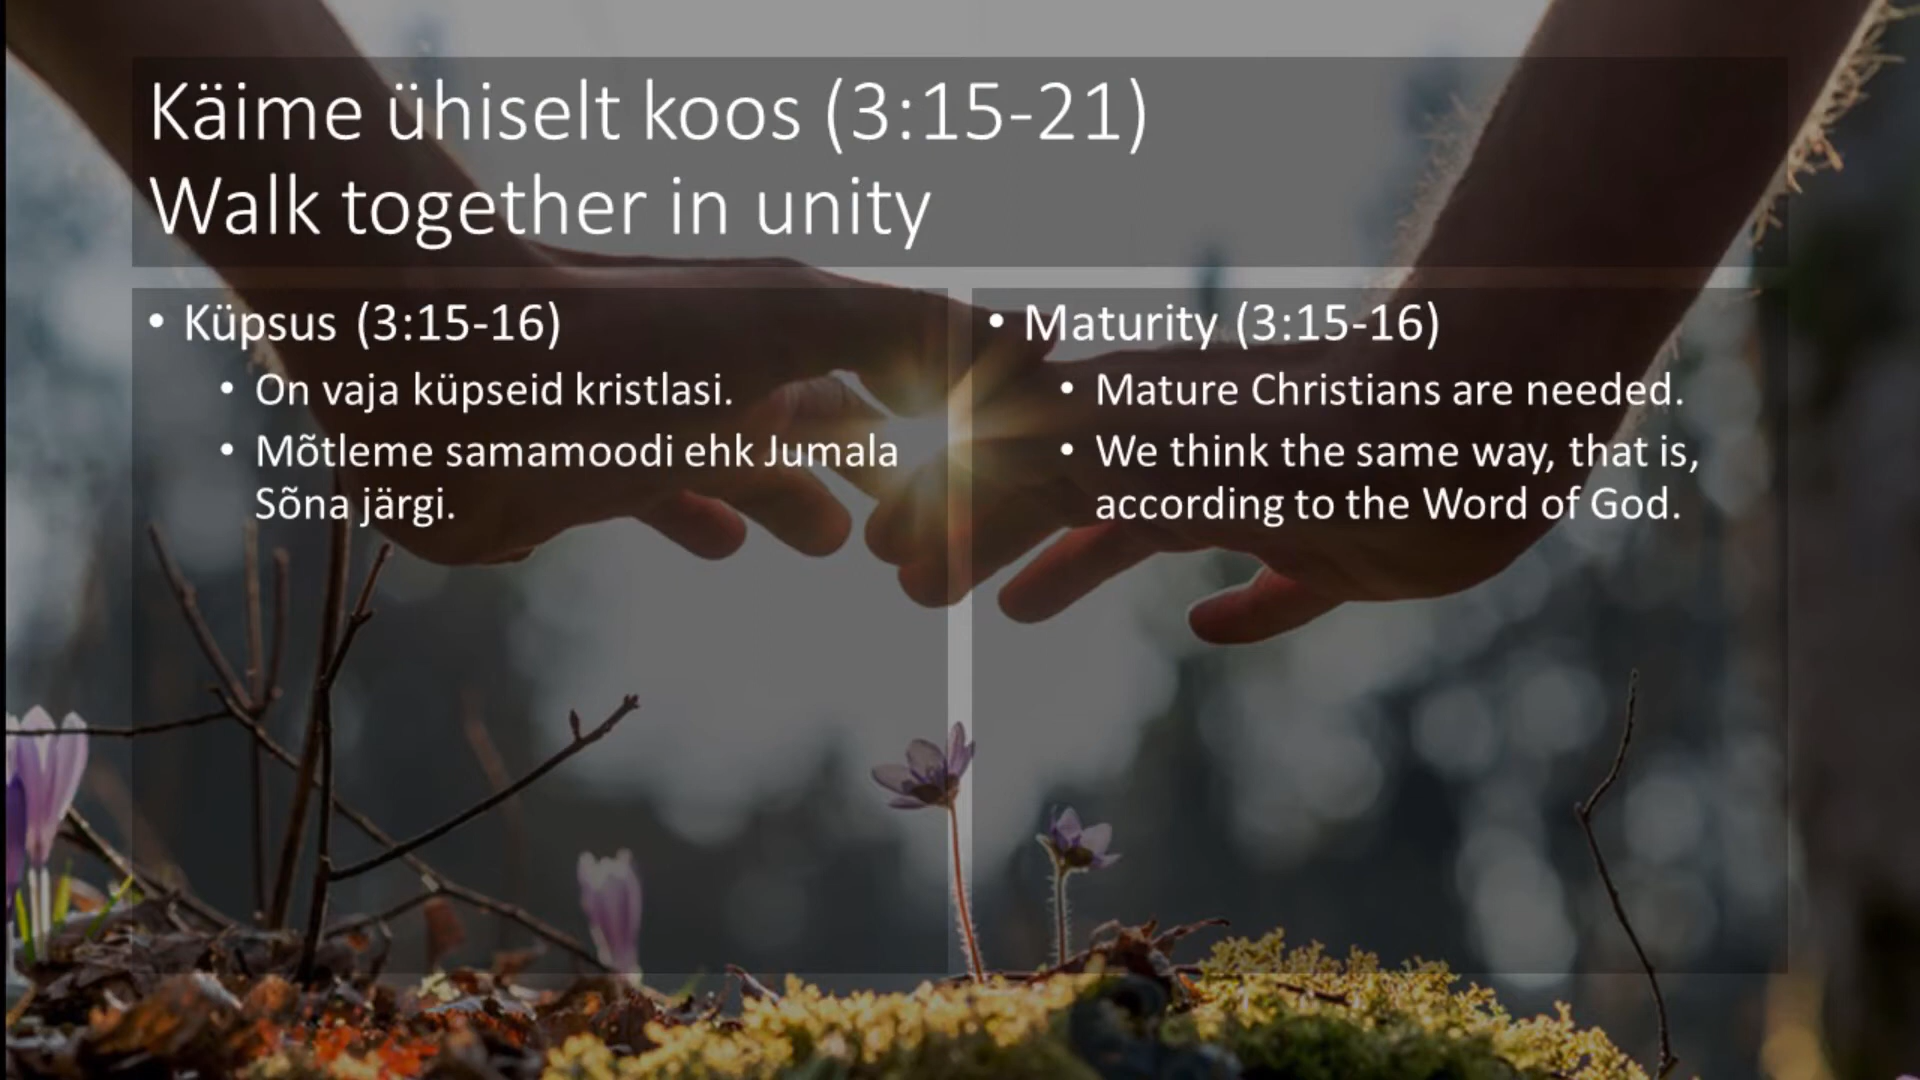 Käime ühiselt koos (3:15-21)
Walk together in unity
• Küpsus (3:15-16)
• On vaja küpseid kristlasi.
• Mõtleme samamoodi ehk Jumala
Sõna järgi.
• Maturity (3:15-16)
• Mature Christians are needed.
• We think the same way, that is,
according to the Word of God.